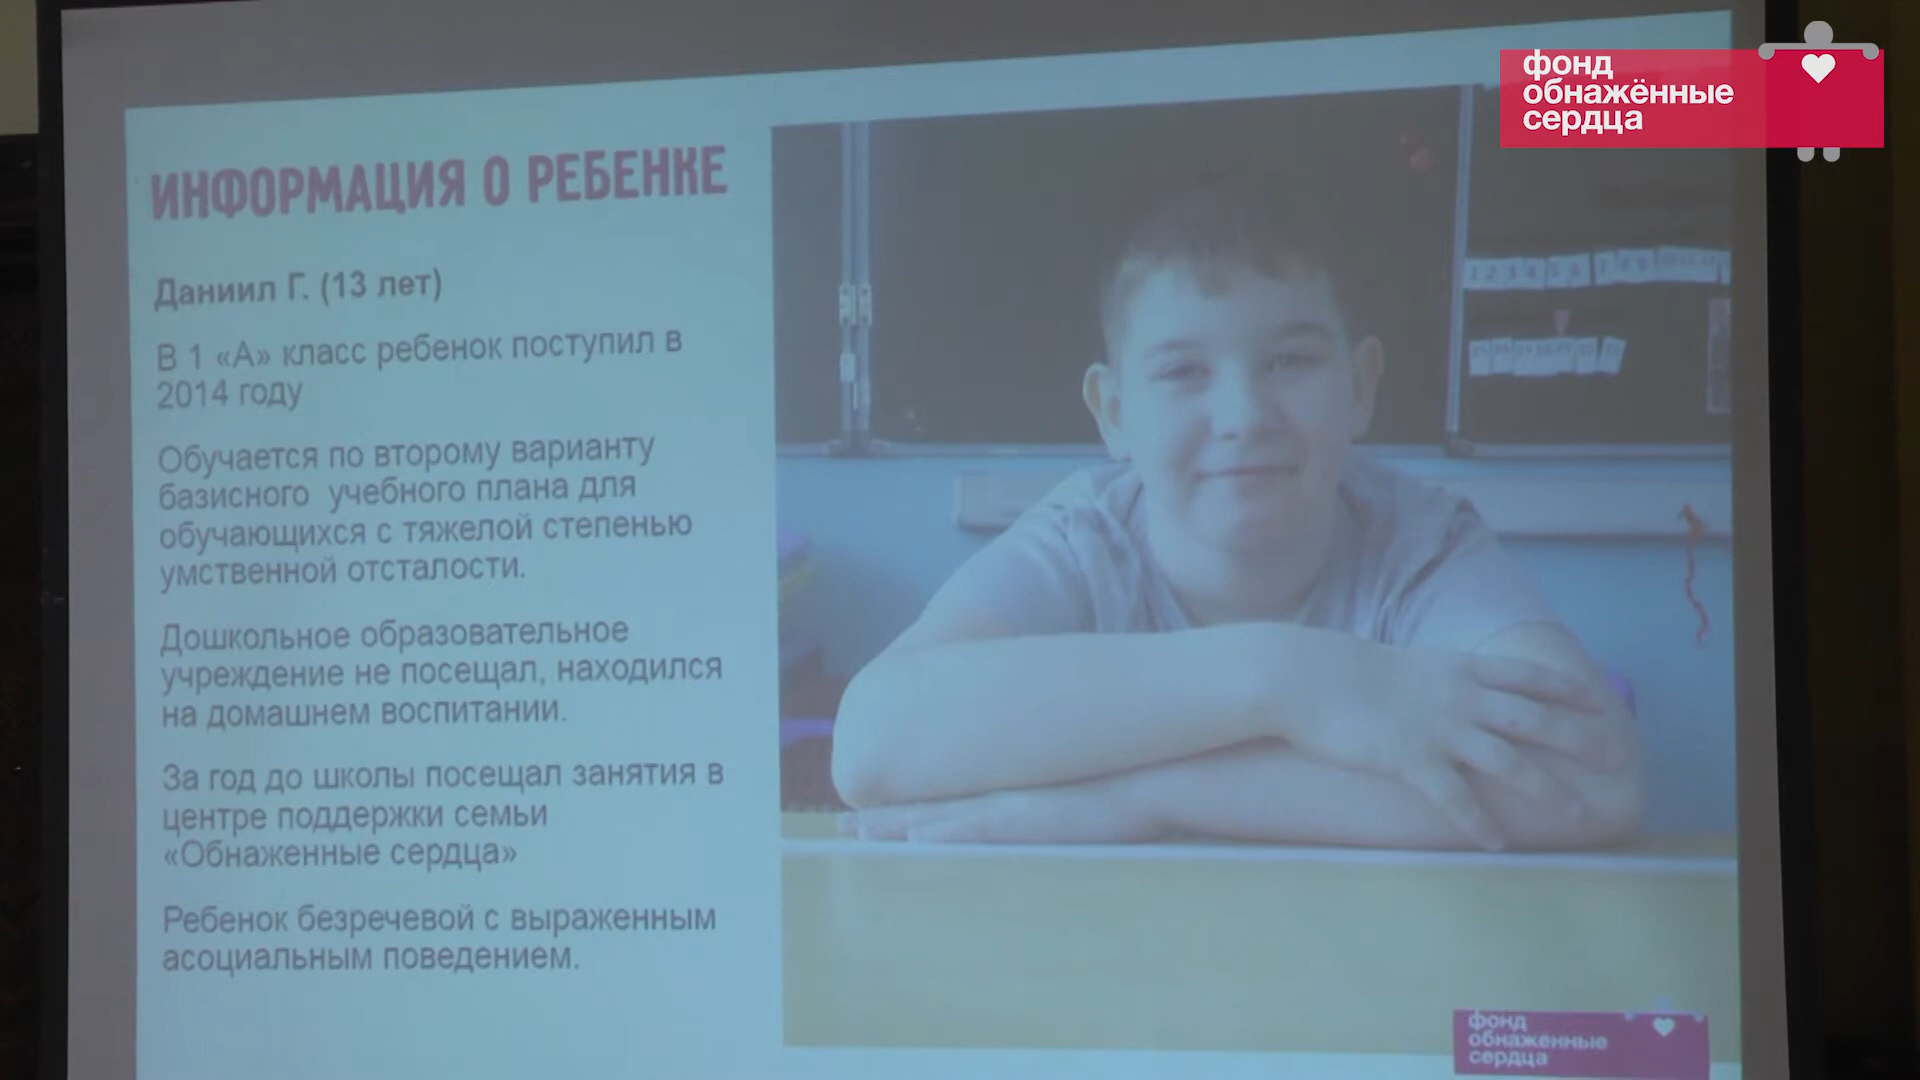 фонд
обнажённые
сердца
ИНФОРМАЦИЯ О РЕБЕНКЕ
Даниил Г. (13 лет)
В 1 «А» класс ребенок поступил в
2014 году
Обучается по второму варианту
базисного учебного плана для
обучающихся с тяжелой степенью
умственной отсталости.
Дошкольное образовательное
учреждение не посещал, находился
на домашнем воспитании.
За год до школы посещал занятия в
центре поддержки семьи
«Обнаженные сердца»
Ребенок безречевой с выраженным
асоциальным поведением.
фонд
обнажённые
сердца